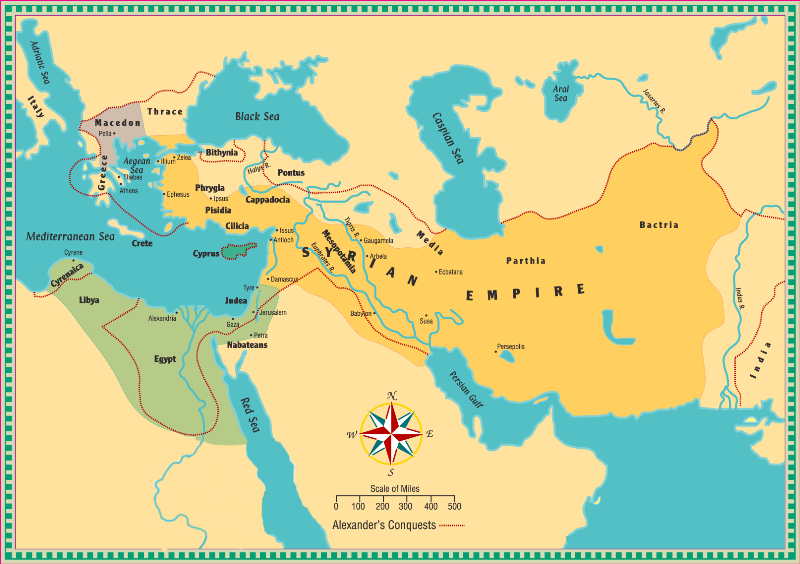 Adriatic Sea
Italy
Macedon
Pella
Thrace
Black Sea
Caspian Sea
Aral
Sea
Jaxartes R.
Greece
Aegean
Sea
Thebes
Athens
Illium
Zelea
Bithynia
Halys R.
Pontus
Phrygia
Ipsus
Ephesus
Pisidia
Cappadocia
Cilicia
Mediterranean Sea
Crete
Cyprus
Issus
Antioch
Tigris R.
Mesopotamia
Euphrates R.
Gaugamela
Arbela
Media
Ecbatana
SYRIAN
EMPIRE
Parthia
Bactria
Cyrene
Cyrenaica
Libya
Damascus
Tyre
Judea
Jerusalem
Alexandria
Gaza
Petra
Nabateans
Egypt
Babylon
Susa
Persepolis
Indus R.
India
Red Sea
Persian Gulf
N
W
E
S
Scale of Miles
0 100 200 300 400 500
Alexander's Conquests